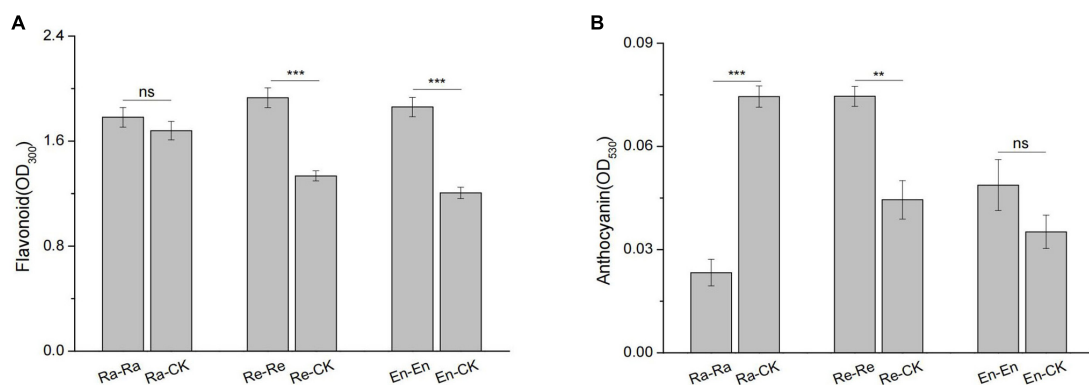 A
Flavonoid(OD300)
2.4
1.6
0.8
0.0
ns
***
***
Ra-Ra
Ra-CK
Re-Re
Re-CK
En-En
En-CK
B
Anthocyanin(OD530)
0.09
0.06
0.03
0.00
***
**
ns
Ra-Ra
Ra-CK
Re-Re
Re-CK
En-En
En-CK